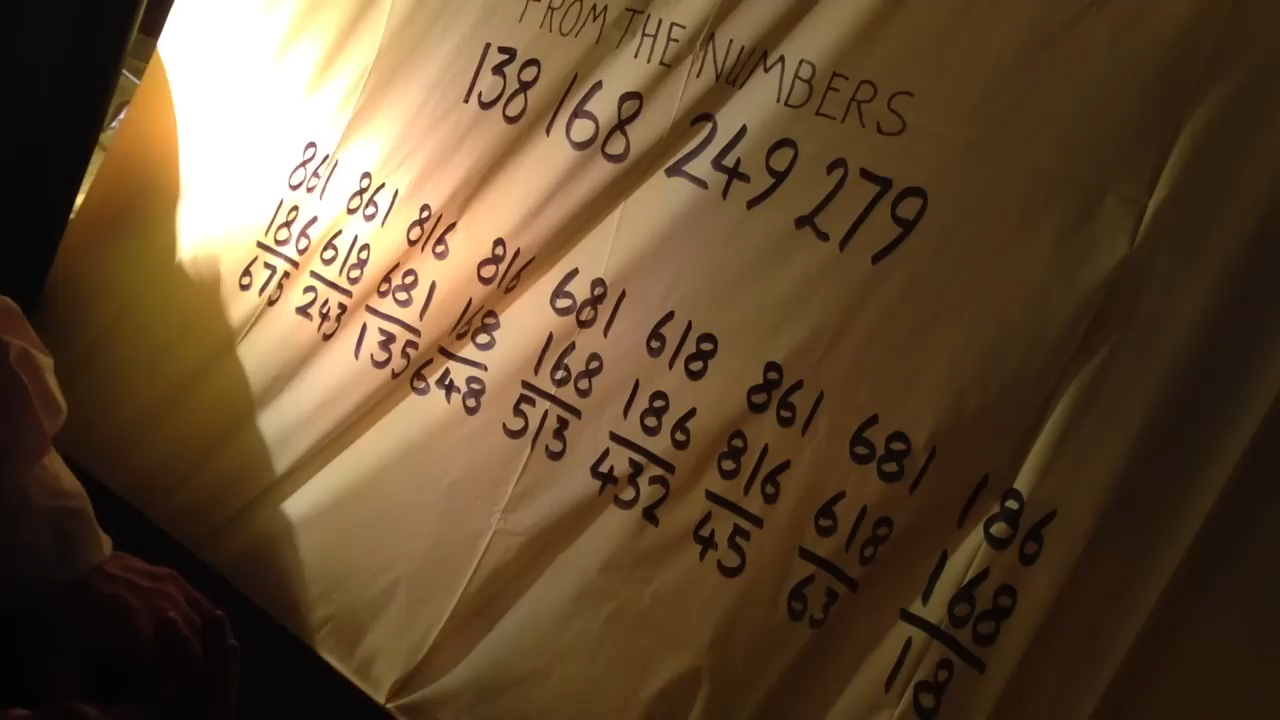 FROM THE NUMBERS
138 168 249 279
861 861 816 816 681 618 861 681 186
186 618 681 168 168 186 816 618 168
675 243 135 648 513 432 45 63 18